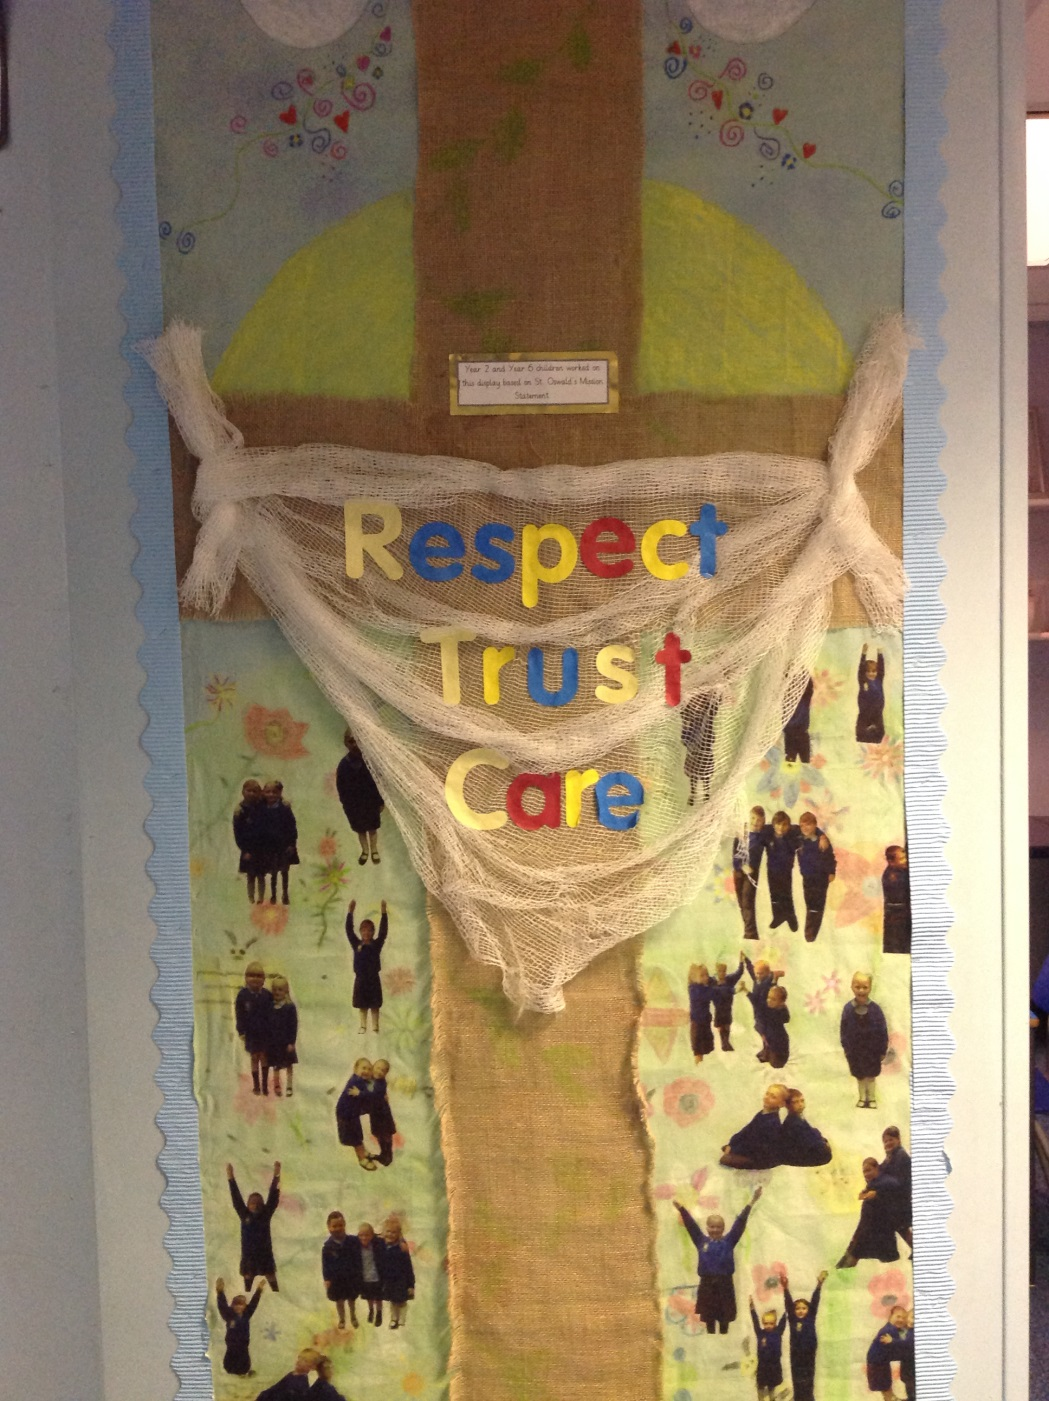 Year 2 and Year 6 children worked on
this display based on St. Oswald's Mission
Statement
Respect
Trust
Care